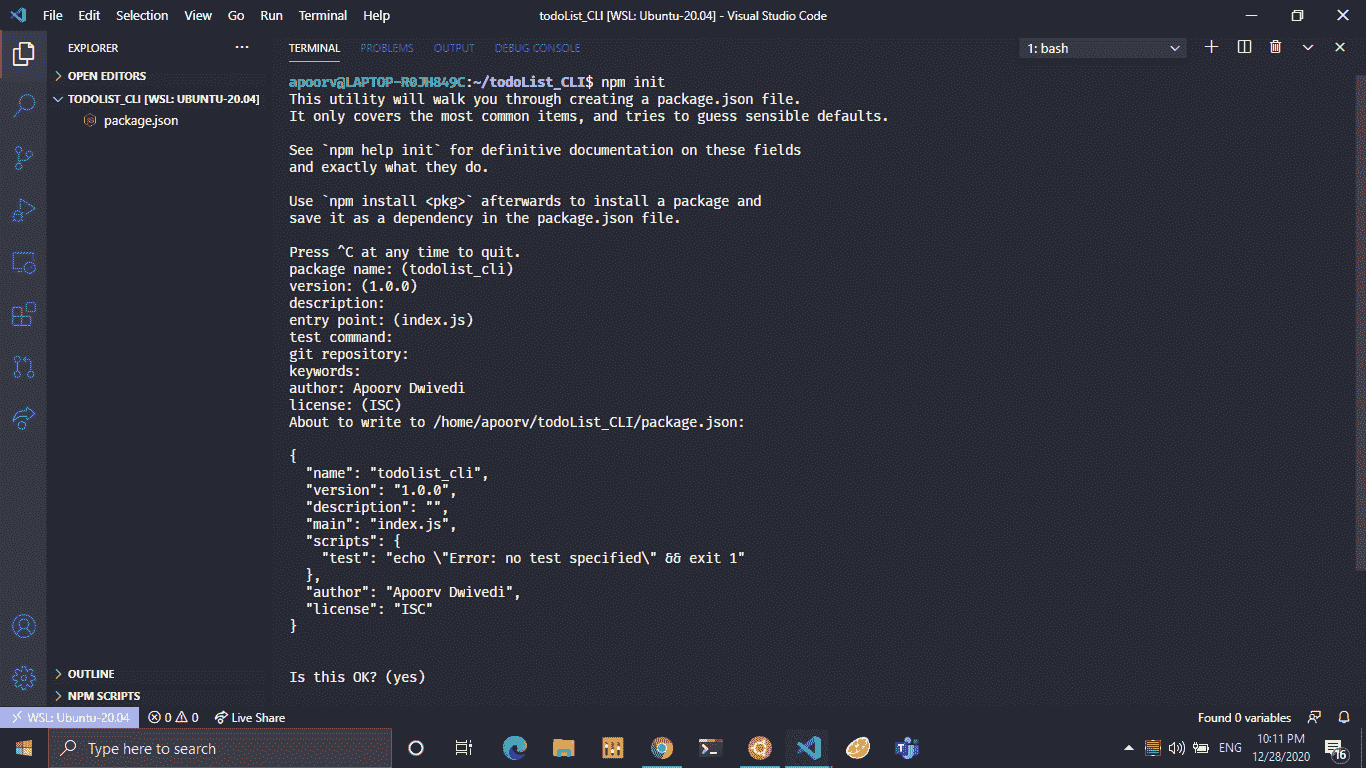 File Edit Selection View Go Run Terminal Help
todoList_CLI [WSL: Ubuntu-20.04] - Visual Studio Code
EXPLORER
OPEN EDITORS
TODOLIST_CLI [WSL: UBUNTU-20.04]
package.json
OUTLINE
NPM SCRIPTS
TERMINAL PROBLEMS OUTPUT DEBUG CONSOLE
1: bash
apoorv@LAPTOP-R0JH849C:~/todoList_CLI$ npm init
This utility will walk you through creating a package.json file.
It only covers the most common items, and tries to guess sensible defaults.
See `npm help init` for definitive documentation on these fields
and exactly what they do.
Use `npm install <pkg>` afterwards to install a package and
save it as a dependency in the package.json file.
Press ^C at any time to quit.
package name: (todolist_cli)
version: (1.0.0)
description:
entry point: (index.js)
test command:
git repository:
keywords:
author: Apoorv Dwivedi
license: (ISC)
About to write to /home/apoorv/todoList_CLI/package.json:
{
"name": "todolist_cli",
"version": "1.0.0",
"description": "",
"main": "index.js",
"scripts": {
"test": "echo \"Error: no test specified\" && exit 1"
},
"author": "Apoorv Dwivedi",
"license": "ISC"
}
Is this OK? (yes)
WSL: Ubuntu-20.04 0 0 Live Share
Found 0 variables
Type here to search
ENG
10:11 PM
12/28/2020
16